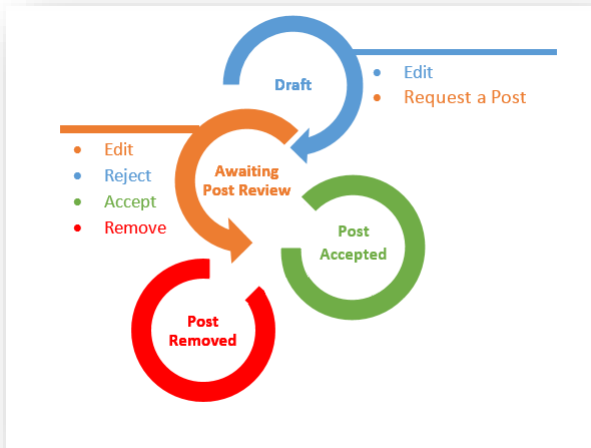 Draft
• Edit
• Request a Post
• Edit
• Reject
• Accept
• Remove
Awaiting
Post Review
Post
Accepted
Post
Removed